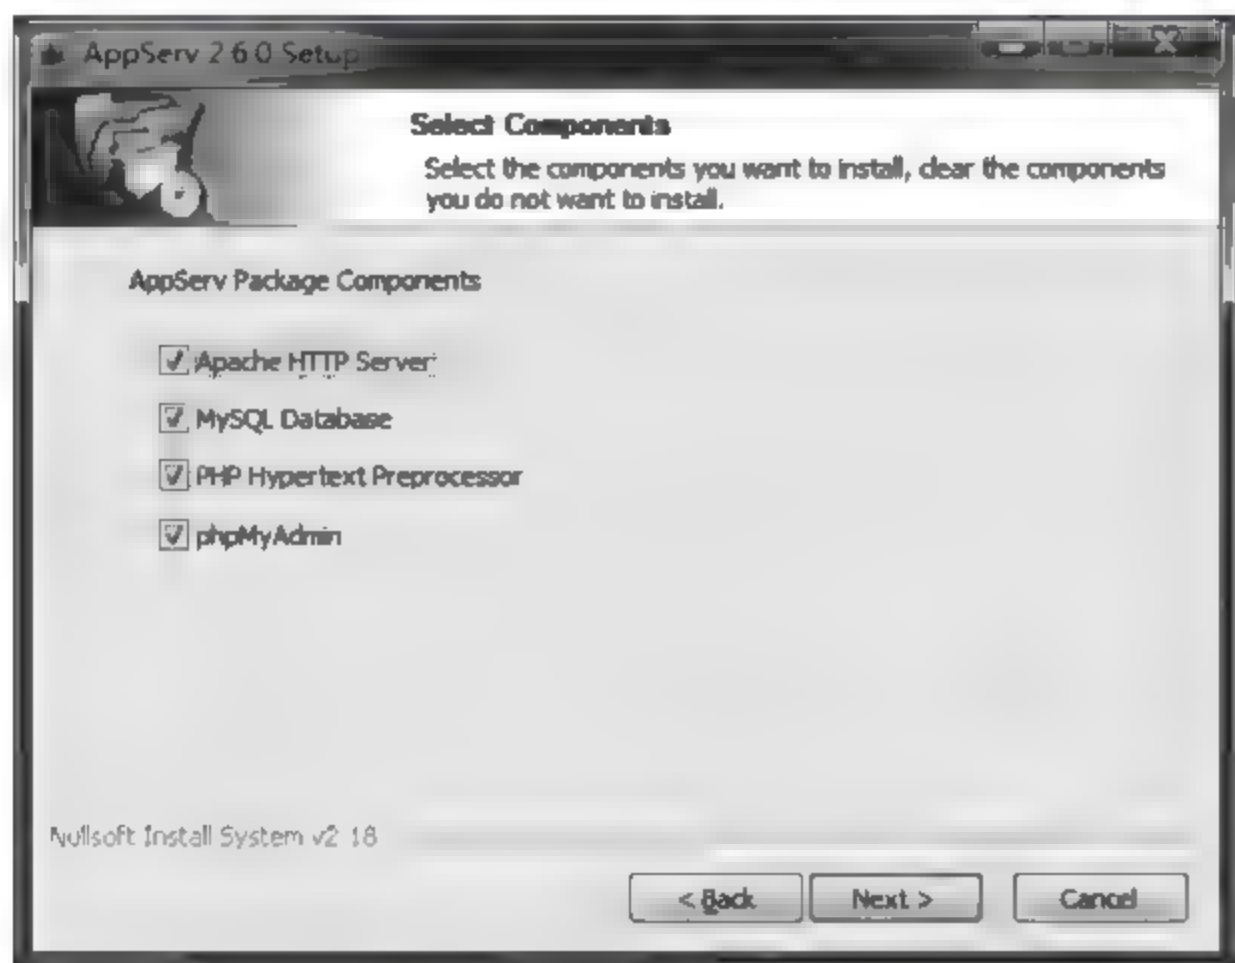 AppServ 2.6.0 Setup
Select Components
Select the components you want to install, clear the components
you do not want to install.
AppServ Package Components
Apache HTTP Server
MySQL Database
PHP Hypertext Preprocessor
phpMyAdmin
Nullsoft Install System v2.18
< Back
Next >
Cancel